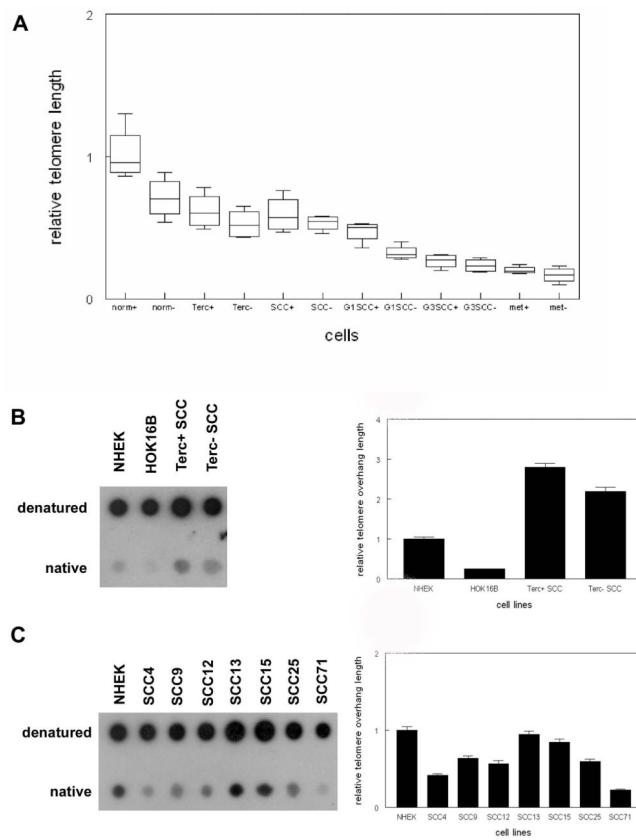 A
relative telomere length
2
1
0
norm+ norm- Terc+ Terc- SCC+ SCC- G1SCC+ G1SCC- G3SCC+ G3SCC- met+ met-
cells
B
NHEK HOK16B Terc+ SCC Terc- SCC
denatured
native
relative telomere overhang length
4
3
2
1
0
NHEK HOK16B Terc+ SCC Terc- SCC
cell lines
C
NHEK SCC4 SCC9 SCC12 SCC13 SCC15 SCC25 SCC71
denatured
native
relative telomere overhang length
2
1
0
NHEK SCC4 SCC9 SCC12 SCC13 SCC15 SCC25 SCC71
cell lines